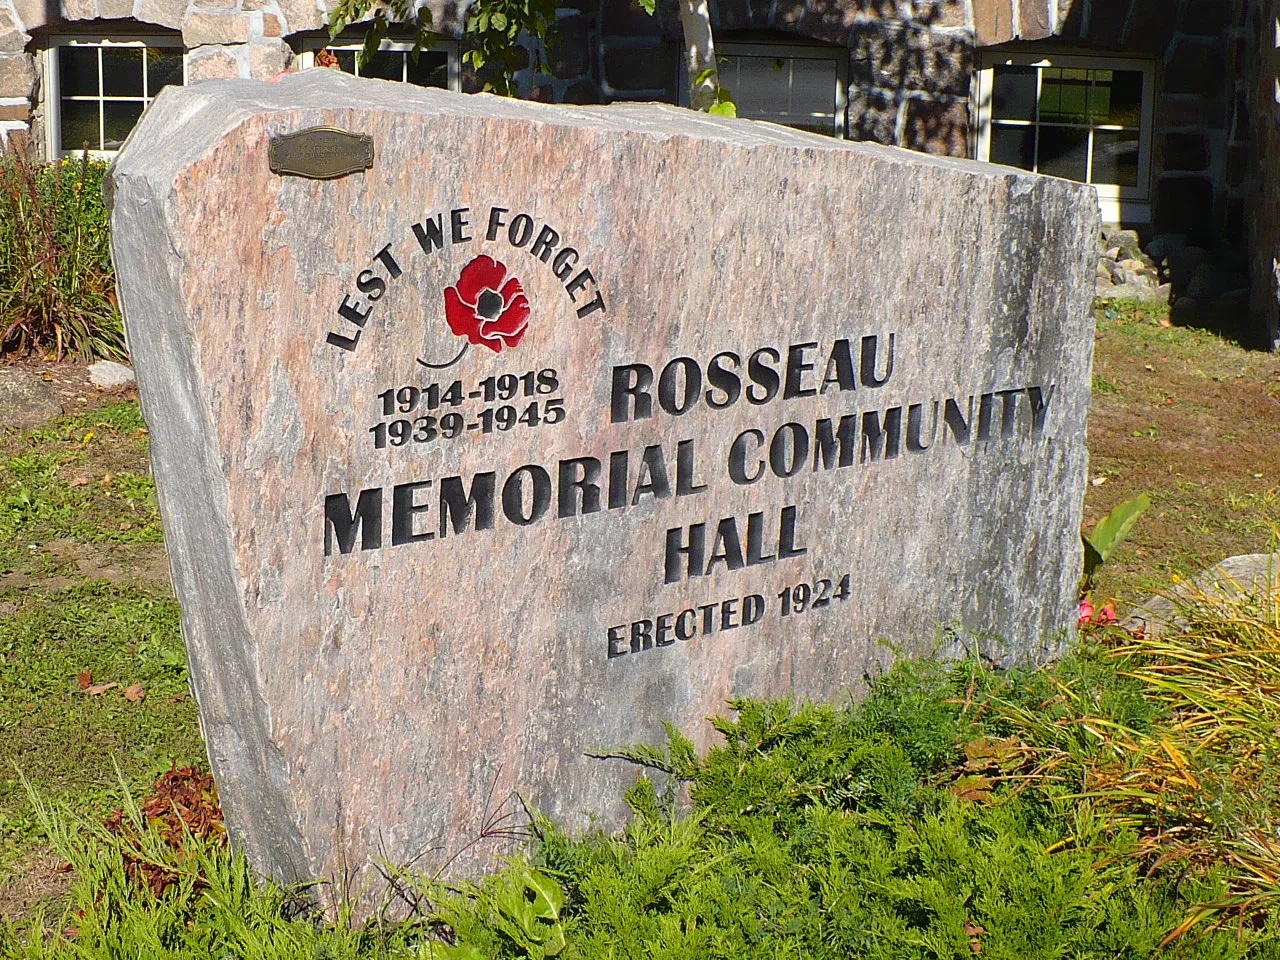 LEST WE FORGET
1914-1918
1939-1945
ROSSEAU
MEMORIAL COMMUNITY
HALL
ERECTED 1924